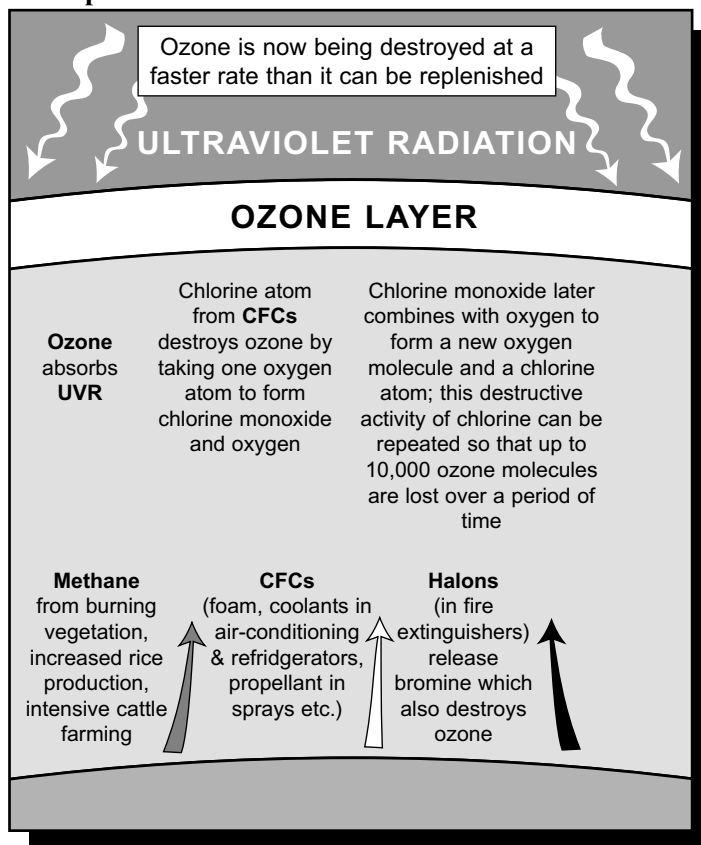 Ozone is now being destroyed at a
faster rate than it can be replenished
ULTRAVIOLET RADIATION
OZONE LAYER
Ozone
absorbs
UVR
Chlorine atom
from CFCs
destroys ozone by
taking one oxygen
atom to form
chlorine monoxide
and oxygen
Chlorine monoxide later
combines with oxygen to
form a new oxygen
molecule and a chlorine
atom; this destructive
activity of chlorine can be
repeated so that up to
10,000 ozone molecules
are lost over a period of
time
Methane
from burning
vegetation,
increased rice
production,
intensive cattle
farming
CFCs
(foam, coolants in
air-conditioning
& refridgerators,
propellant in
sprays etc.)
Halons
(in fire
extinguishers)
release
bromine which
also destroys
ozone